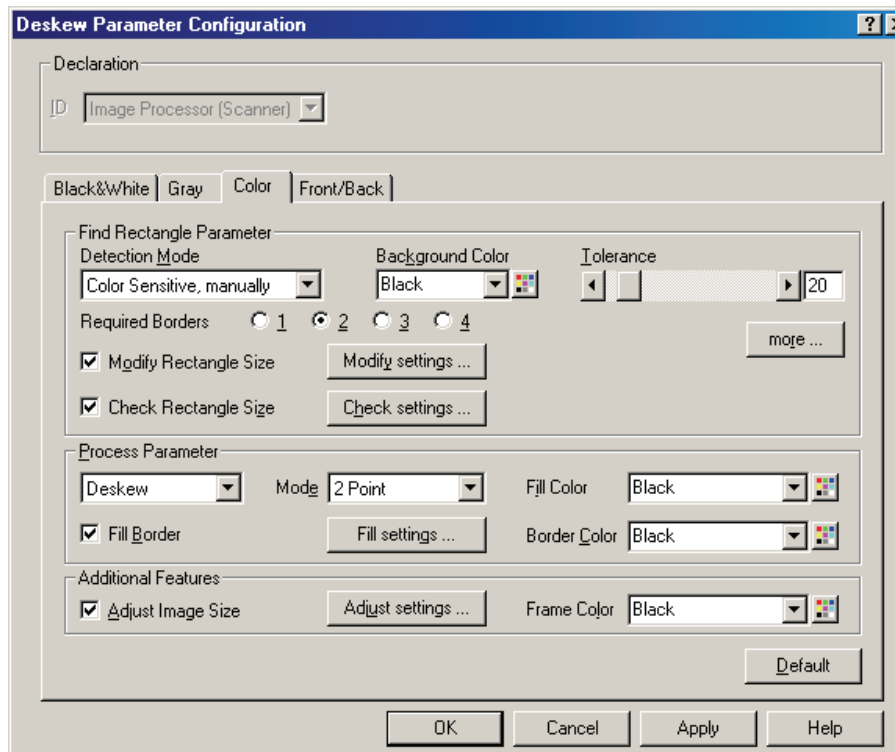 Deskew Parameter Configuration
Declaration
ID Image Processor (Scanner)
Black&White Gray Color Front/Back
Find Rectangle Parameter
Detection Mode Background Color Tolerance
Color Sensitive, manually Black 20
Required Borders 1 2 3 4
more ...
Modify Rectangle Size Modify settings ...
Check Rectangle Size Check settings ...
Process Parameter
Deskew Mode 2 Point Fill Color Black
Fill Border Fill settings ... Border Color Black
Additional Features
Adjust Image Size Adjust settings ... Frame Color Black
Default
OK Cancel Apply Help